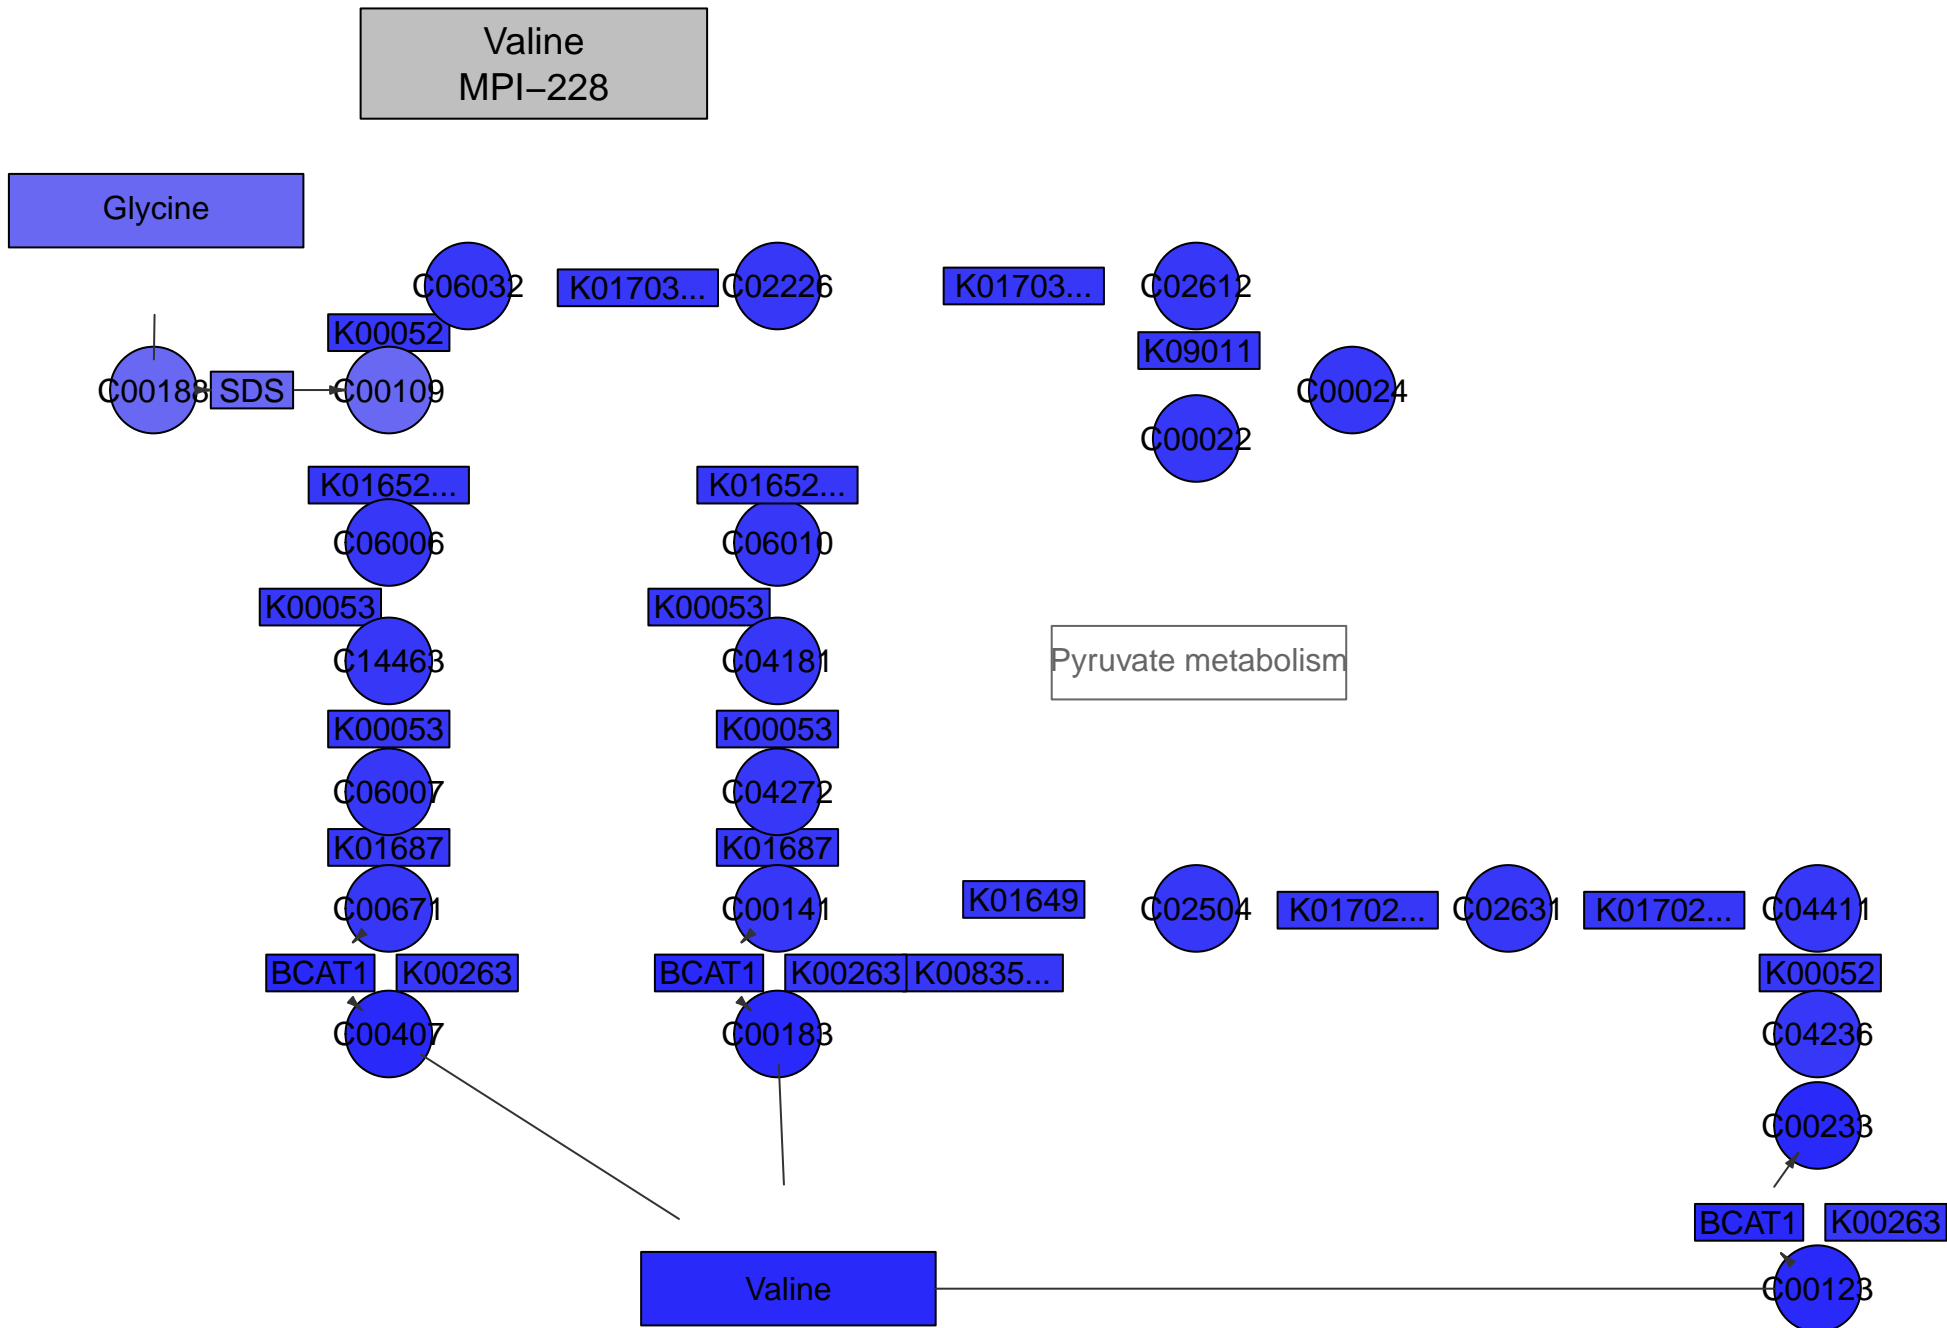 Valine
MPI−228
Glycine
C06032
K01703...
C02226
K01703...
C02612
K00052
K09011
C00188
SDS
C00109
C00024
C00022
K01652...
K01652...
C06006
C06010
K00053
K00053
C14463
C04181
Pyruvate metabolism
K00053
K00053
C06007
C04272
K01687
K01687
C00671
C00141
K01649
C02504
K01702...
C02631
K01702...
C04411
BCAT1
K00263
BCAT1
K00263
K00835...
K00052
C00407
C00183
C04236
C00233
BCAT1
K00263
Valine
C00123